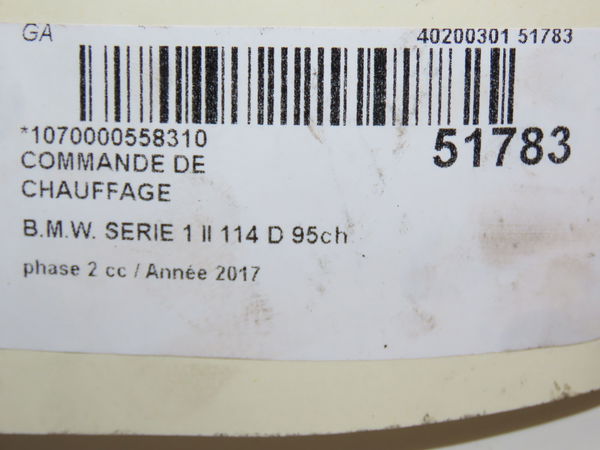 GA 40200301 51783
*1070000558310
51783
COMMANDE DE
CHAUFFAGE
B.M.W. SERIE 1 II 114 D 95ch
phase 2 cc / Année 2017